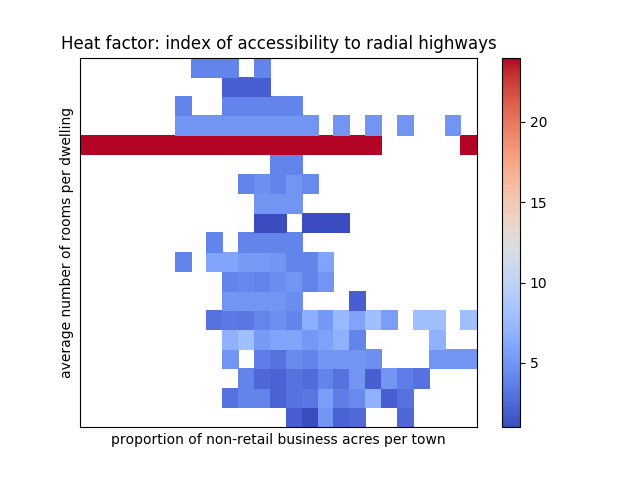 Heat factor: index of accessibility to radial highways
average number of rooms per dwelling
proportion of non-retail business acres per town
20
15
10
5